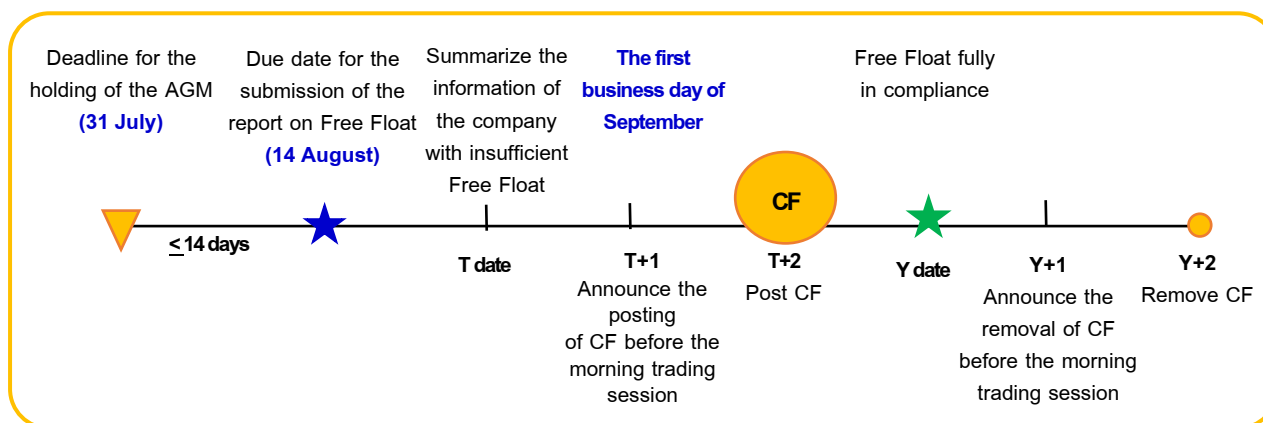 Deadline for the
holding of the AGM
(31 July)
Due date for the
submission of the
report on Free Float
(14 August)
Summarize the
information of
the company
with insufficient
Free Float
The first
business day of
September
Free Float fully
in compliance
CF
< 14 days
T date
T+1
Announce the
posting
of CF before the
morning trading
session
T+2
Post CF
Y date
Y+1
Announce the
removal of CF
before the morning
trading session
Y+2
Remove CF